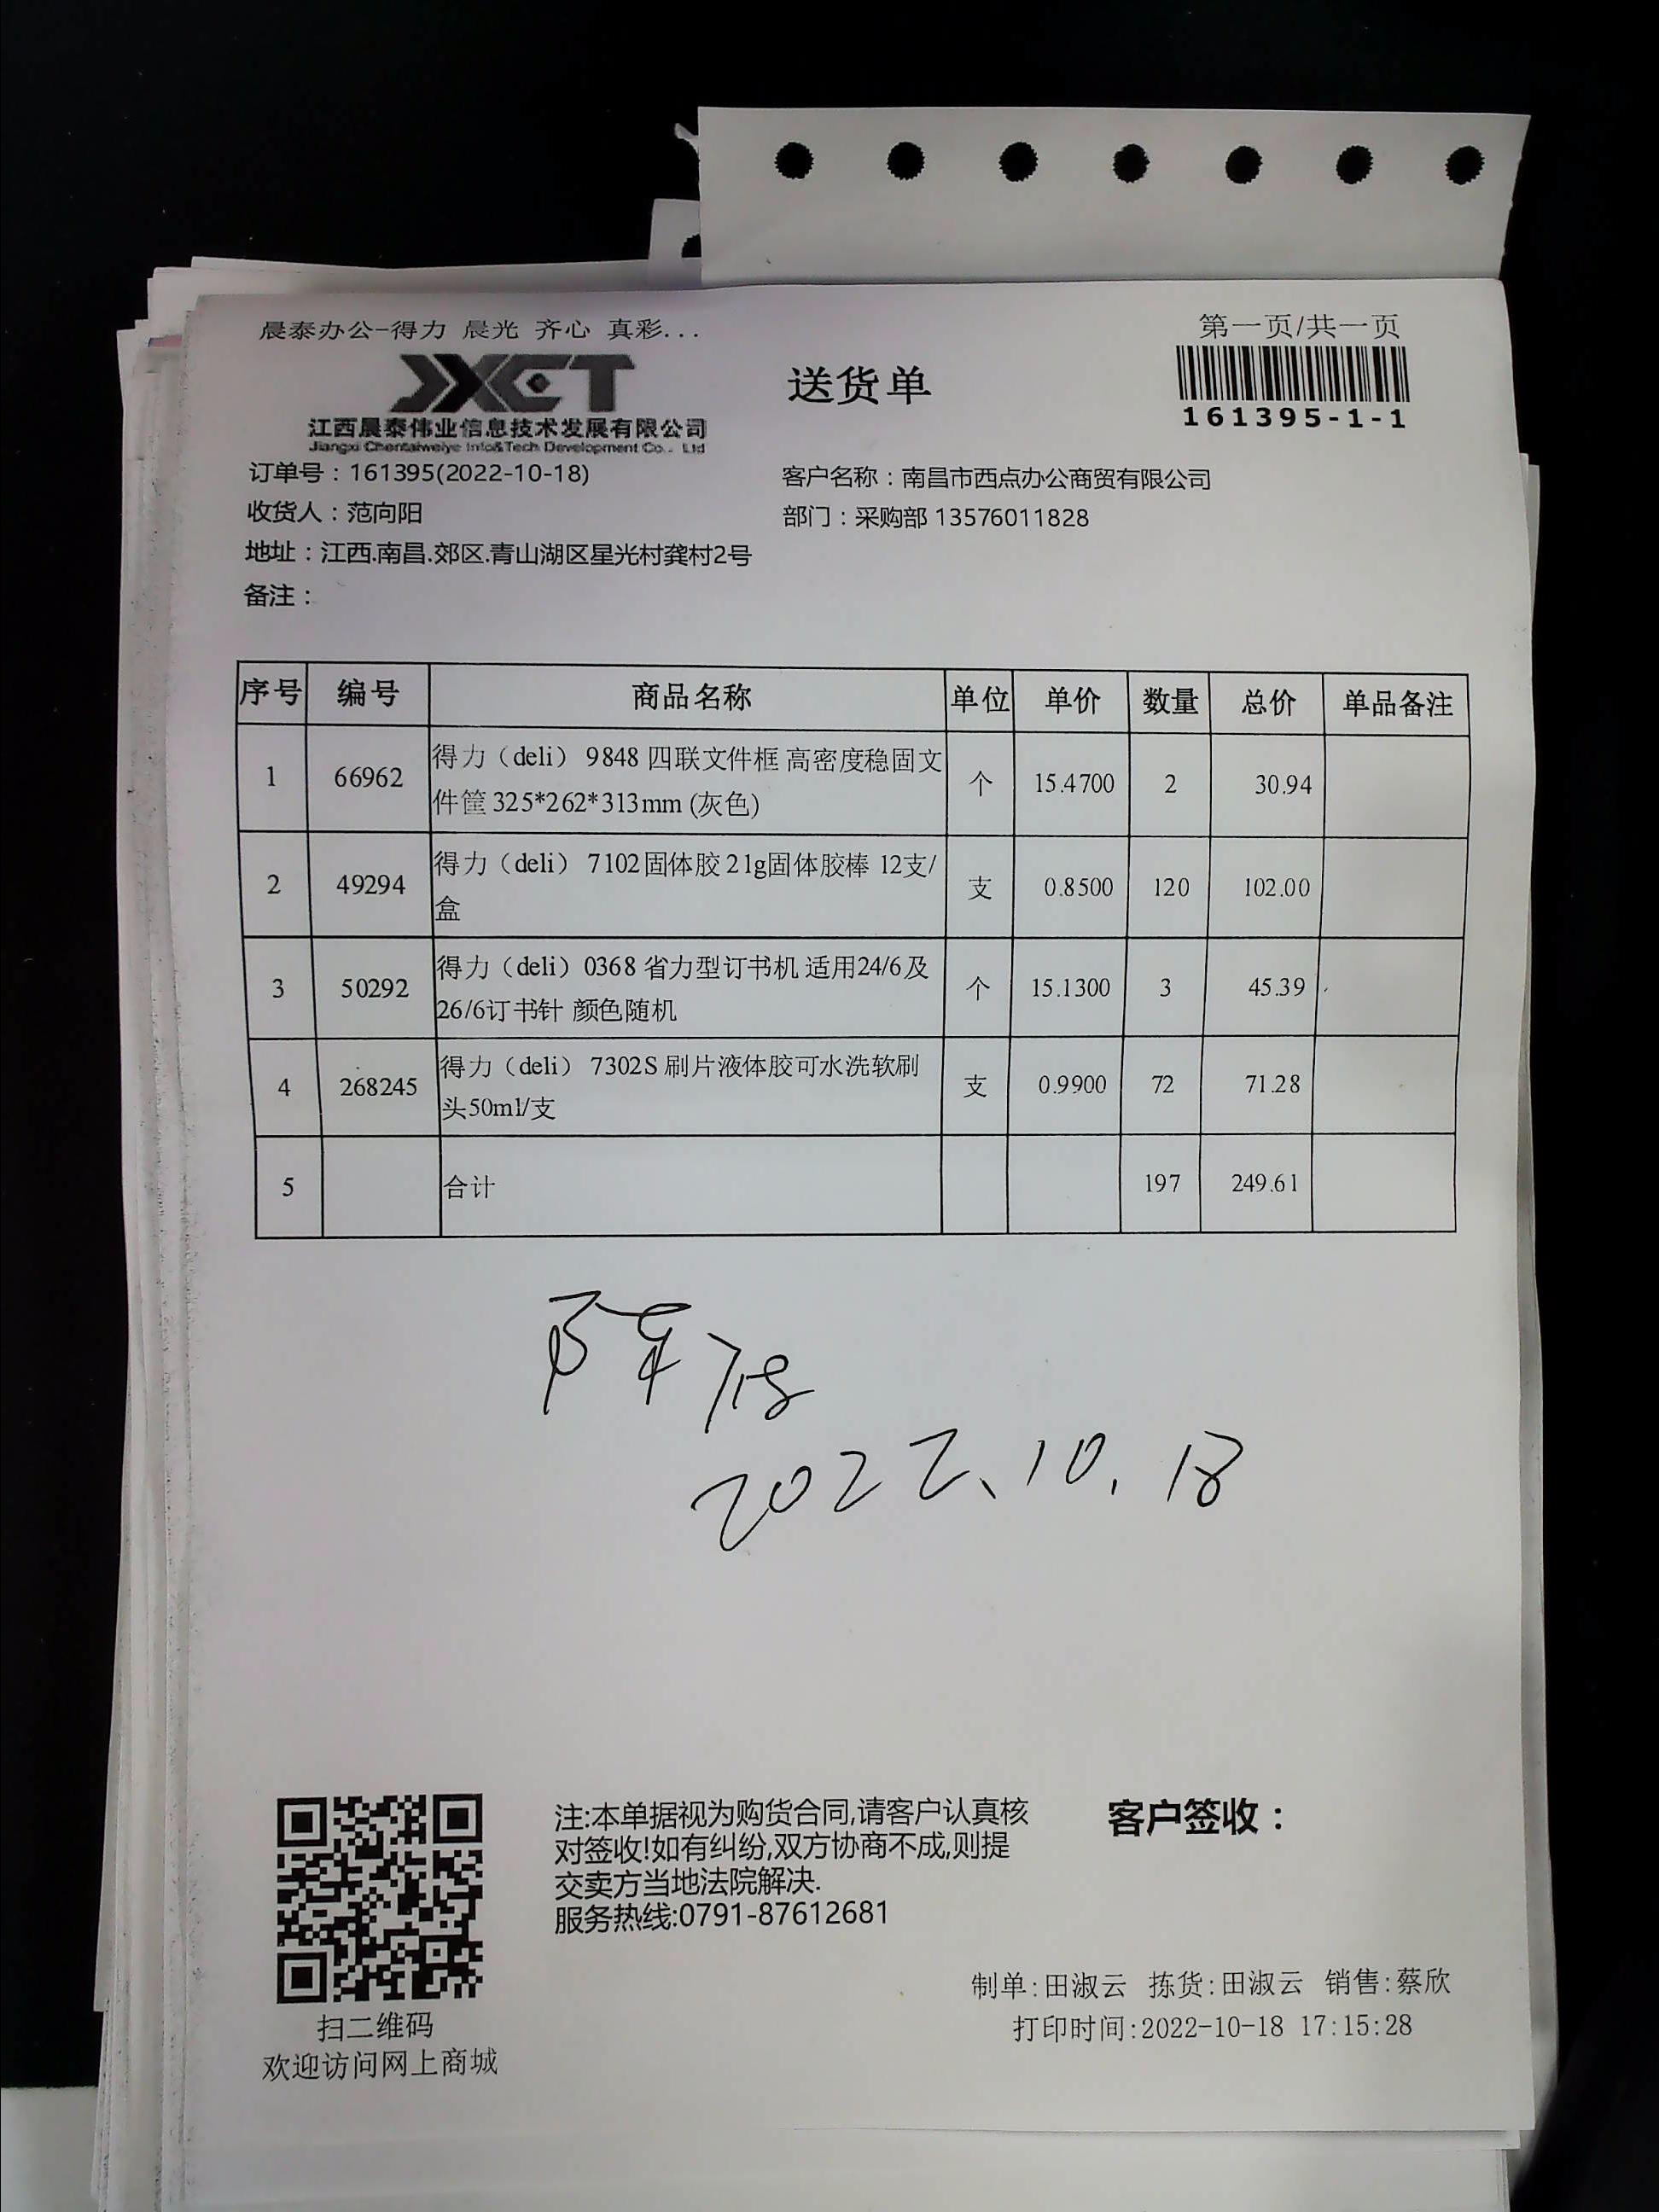 晨泰办公-得力 晨光 齐心 真彩...
第一页/共一页
JXCT
送货单
161395-1-1
江西晨泰伟业信息技术发展有限公司
Jiangxi Chentaiweiye Info&Tech Development Co., Ltd
订单号：161395(2022-10-18)
客户名称：南昌市西点办公商贸有限公司
收货人：范向阳
部门：采购部 13576011828
地址：江西.南昌.郊区.青山湖区星光村龚村2号
备注：
序号 编号 商品名称 单位 单价 数量 总价 单品备注
1 66962 得力（deli） 9848 四联文件框 高密度稳固文 个 15.4700 2 30.94
件筐 325*262*313mm (灰色)
2 49294 得力（deli） 7102固体胶 21g固体胶棒 12支/ 支 0.8500 120 102.00
盒
3 50292 得力（deli）0368 省力型订书机 适用24/6及 个 15.1300 3 45.39
26/6订书针 颜色随机
4 268245 得力（deli） 7302S 刷片液体胶可水洗软刷 支 0.9900 72 71.28
头50ml/支
5 合计 197 249.61
陈
2022、10.18
注:本单据视为购货合同,请客户认真核
对签收!如有纠纷,双方协商不成,则提
交卖方当地法院解决.
服务热线:0791-87612681
客户签收：
制单:田淑云 拣货:田淑云 销售:蔡欣
打印时间:2022-10-18 17:15:28
扫二维码
欢迎访问网上商城